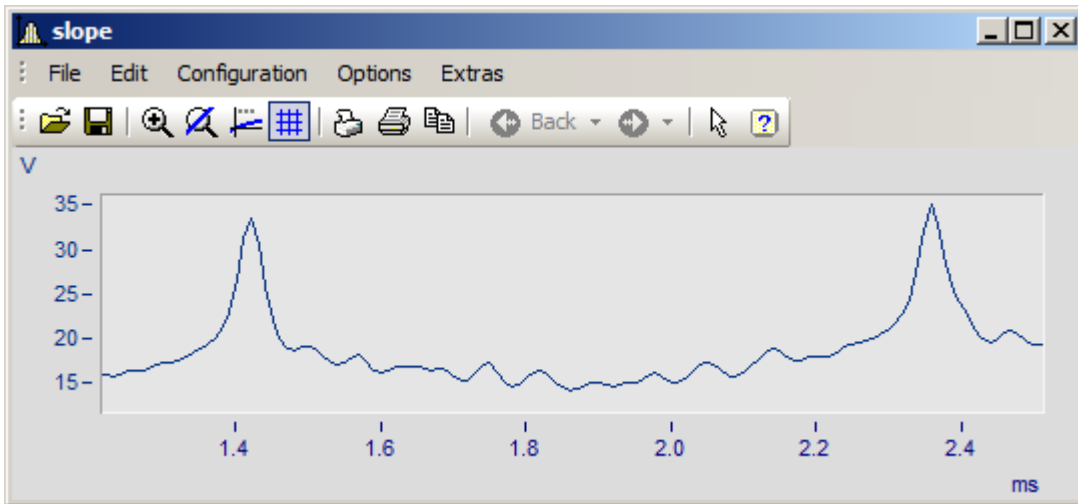 slope
File Edit Configuration Options Extras
Back
V
35
30
25
20
15
1.4 1.6 1.8 2.0 2.2 2.4
ms